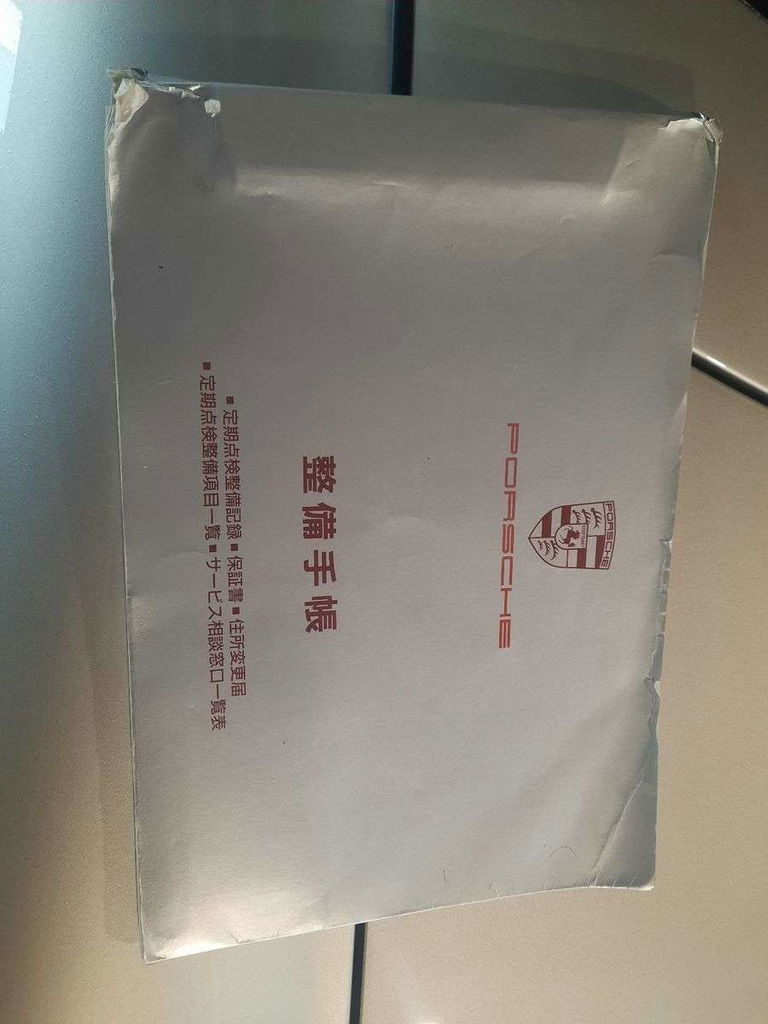 PORSCHE
PORSCHE
整備手帳
■ 定期点検整備記録 ■ 保証書 ■ 住所変更届
■ 定期点検整備項目一覧 ■ サービス相談窓口一覧表